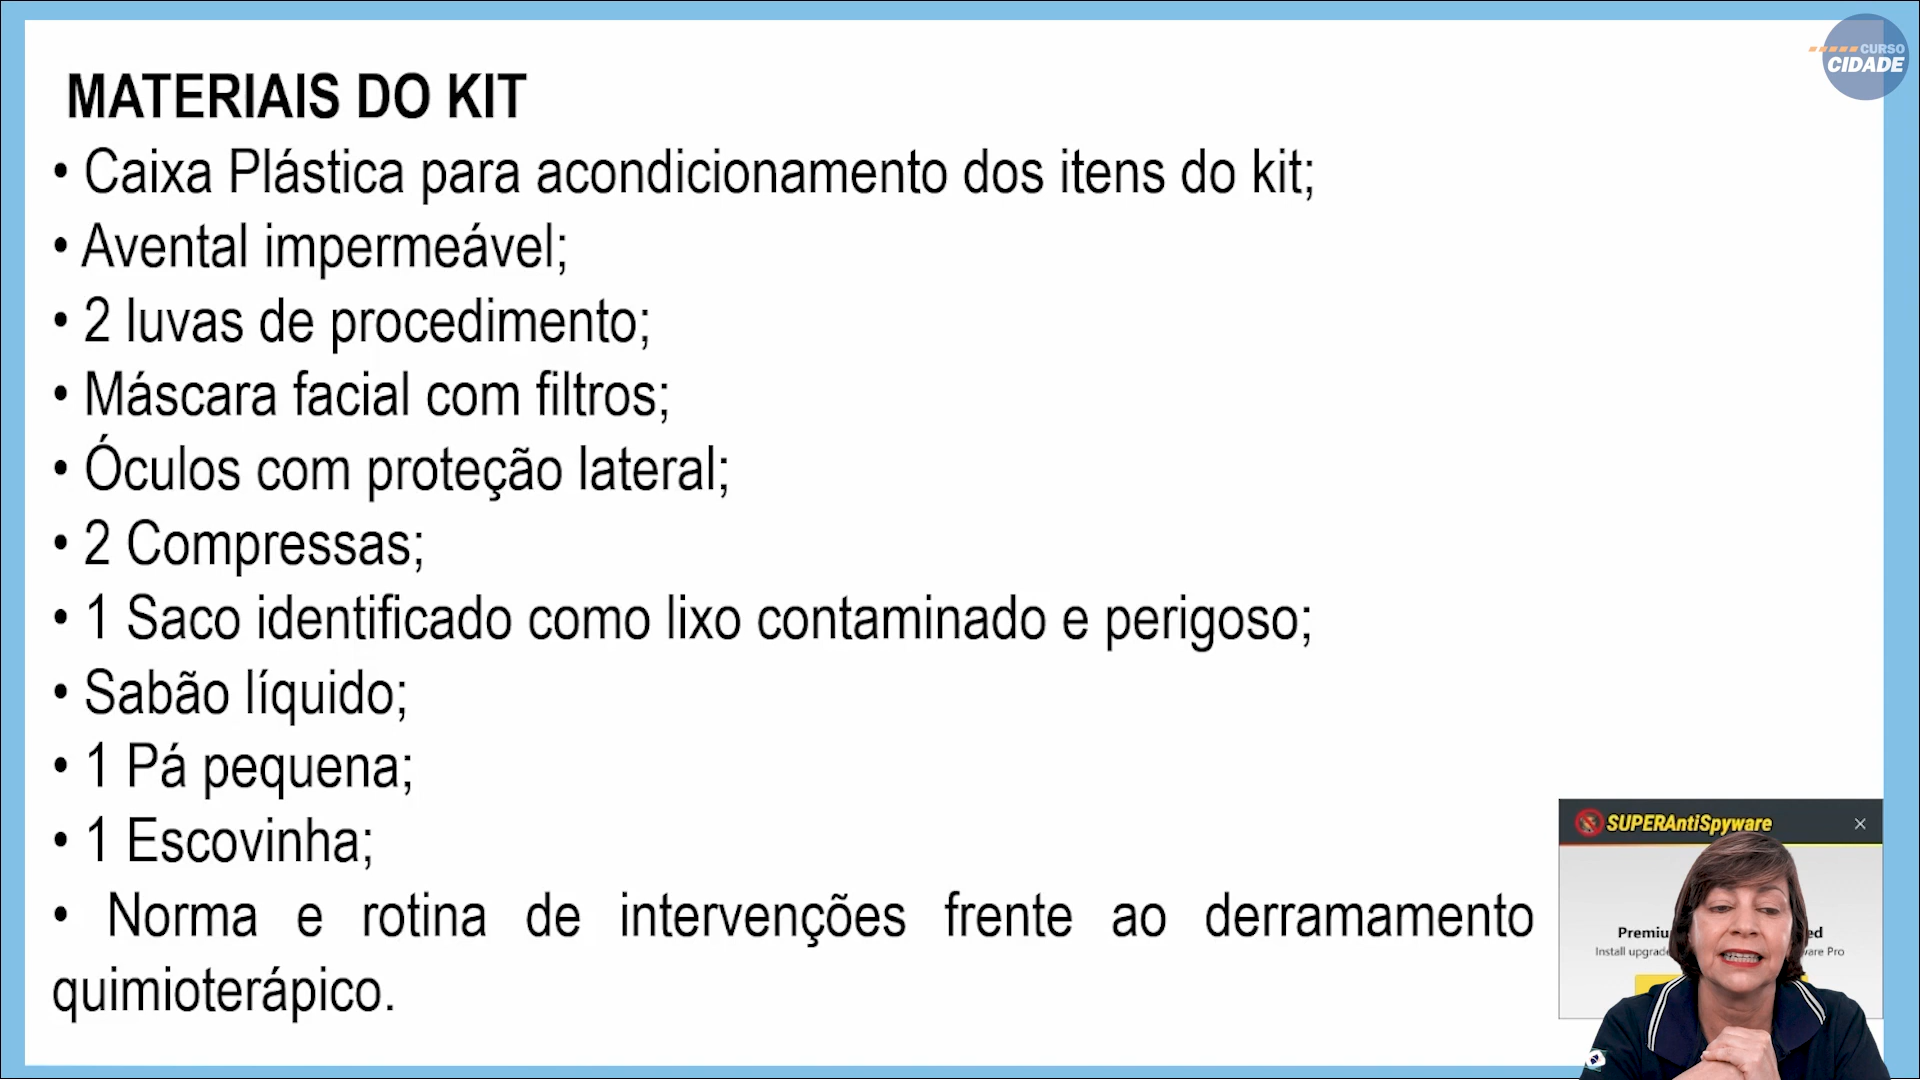 CURSO
CIDADE
MATERIAIS DO KIT
• Caixa Plástica para acondicionamento dos itens do kit;
• Avental impermeável;
• 2 luvas de procedimento;
• Máscara facial com filtros;
• Óculos com proteção lateral;
• 2 Compressas;
• 1 Saco identificado como lixo contaminado e perigoso;
• Sabão líquido;
• 1 Pá pequena;
• 1 Escovinha;
• Norma e rotina de intervenções frente ao derramamento
quimioterápico.
SUPERAntiSpyware
Install
Pro